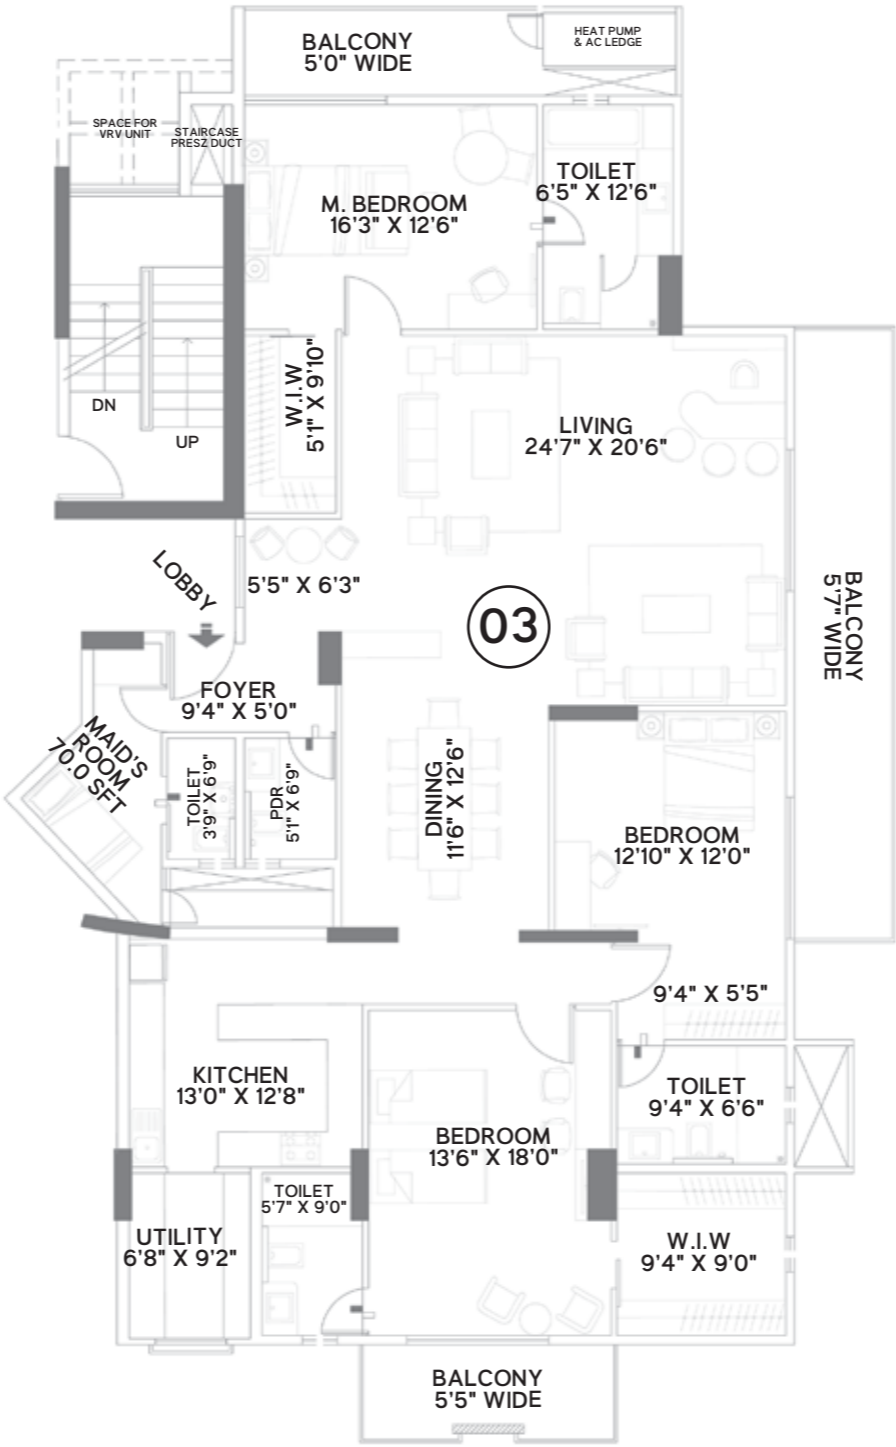 BALCONY
5'0" WIDE
HEAT PUMP
& AC LEDGE
SPACE FOR
VRV UNIT
STAIRCASE
PRESZ DUCT
M. BEDROOM
16'3" X 12'6"
TOILET
6'5" X 12'6"
DN
UP
W.I.W
5'1" X 9'10"
LIVING
24'7" X 20'6"
LOBBY
5'5" X 6'3"
03
BALCONY
5'7" WIDE
FOYER
9'4" X 5'0"
MAID'S
ROOM
70.0 SFT
TOILET
3'9" X 6'9"
PDR
5'1" X 6'9"
DINING
11'6" X 12'6"
BEDROOM
12'10" X 12'0"
9'4" X 5'5"
KITCHEN
13'0" X 12'8"
TOILET
9'4" X 6'6"
BEDROOM
13'6" X 18'0"
TOILET
5'7" X 9'0"
UTILITY
6'8" X 9'2"
W.I.W
9'4" X 9'0"
BALCONY
5'5" WIDE